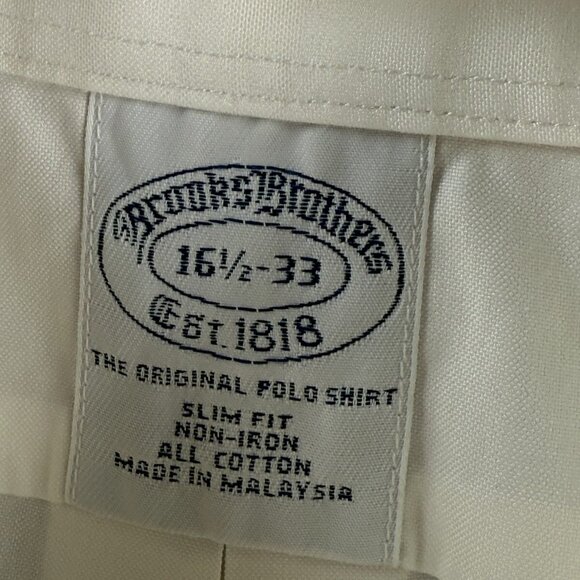 Brooks Brothers
16½-33
Est. 1818
THE ORIGINAL POLO SHIRT
SLIM FIT
NON-IRON
ALL COTTON
MADE IN MALAYSIA